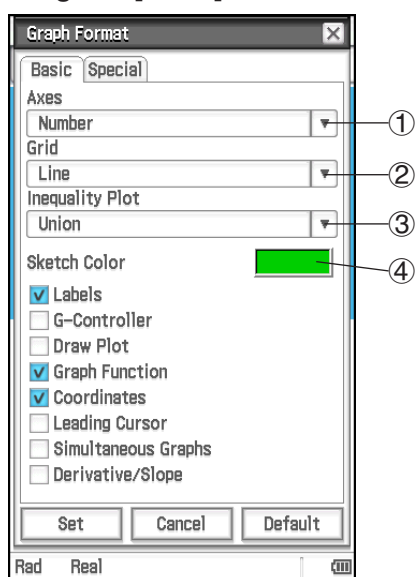 Graph Format
Basic Special
Axes
Number ①
Grid
Line ②
Inequality Plot
Union ③
Sketch Color ④
Labels
G-Controller
Draw Plot
Graph Function
Coordinates
Leading Cursor
Simultaneous Graphs
Derivative/Slope
Set Cancel Default
Rad Real